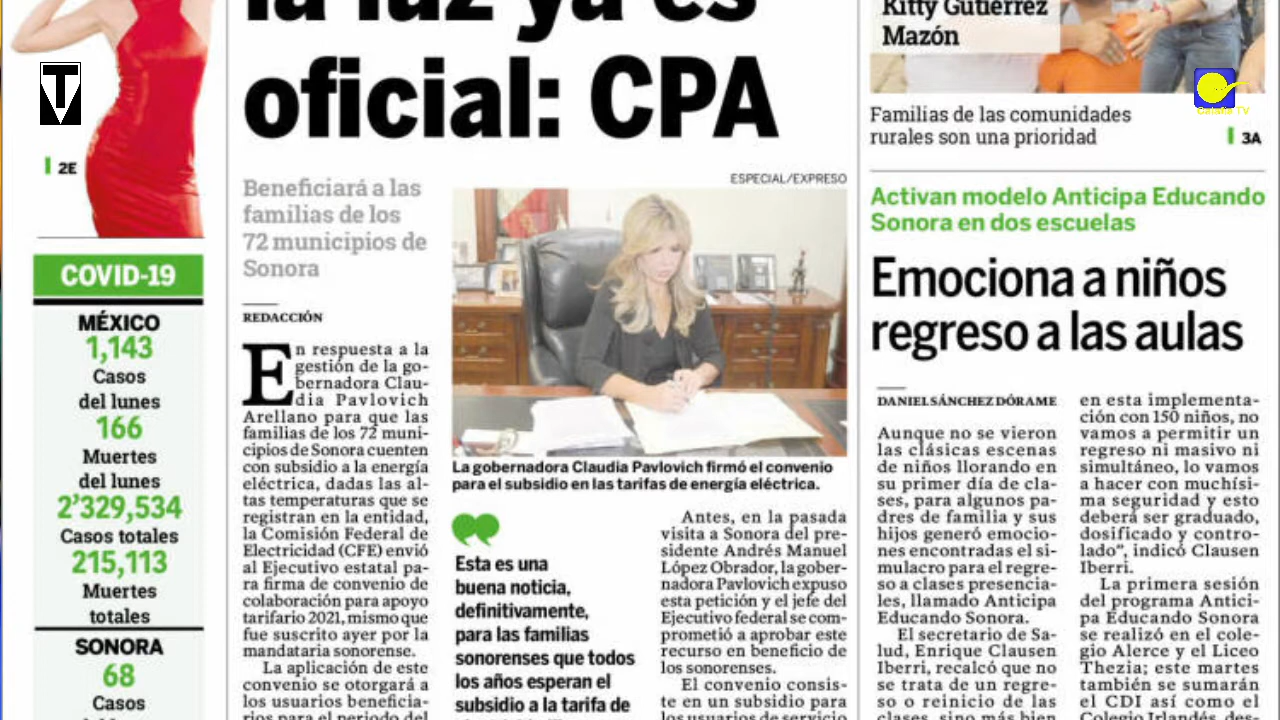 la luz ya es
oficial: CPA
Kitty Gutiérrez
Mazón
T
Canalla TV
Familias de las comunidades
rurales son una prioridad
3A
2E
Beneficiará a las
familias de los
72 municipios de
Sonora
REDACCIÓN
En respuesta a la
gestión de la go-
bernadora Clau-
dia Pavlovich
Arellano para que las
familias de los 72 muni-
cipios de Sonora cuenten
con subsidio a la energía
eléctrica, dadas las al-
tas temperaturas que se
registran en la entidad,
la Comisión Federal de
Electricidad (CFE) envió
al Ejecutivo estatal pa-
ra firma de convenio de
colaboración para apoyo
tarifario 2021, mismo que
fue suscrito ayer por la
mandataria sonorense.
La aplicación de este
convenio se otorgará a
los usuarios beneficia-
rios para el periodo del
ESPECIAL/EXPRESO
La gobernadora Claudia Pavlovich firmó el convenio
para el subsidio en las tarifas de energía eléctrica.
Esta es una
buena noticia,
definitivamente,
para las familias
sonorenses que todos
los años esperan el
subsidio a la tarifa de
Antes, en la pasada
visita a Sonora del pre-
sidente Andrés Manuel
López Obrador, la gober-
nadora Pavlovich expuso
esta petición y el jefe del
Ejecutivo federal se com-
prometió a aprobar este
recurso en beneficio de
los sonorenses.
El convenio consis-
te en un subsidio para
los usuarios de servicio
Activan modelo Anticipa Educando
Sonora en dos escuelas
Emociona a niños
regreso a las aulas
DANIEL SÁNCHEZ DÓRAME
Aunque no se vieron
las clásicas escenas
de niños llorando en
su primer día de cla-
ses, para algunos pa-
dres de familia y sus
hijos generó emocio-
nes encontradas el si-
mulacro para el regre-
so a clases presencia-
les, llamado Anticipa
Educando Sonora.
El secretario de Sa-
lud, Enrique Clausen
Iberri, recalcó que no
se trata de un regre-
so o reinicio de las
clases, sino más bien
en esta implementa-
ción con 150 niños, no
vamos a permitir un
regreso ni masivo ni
simultáneo, lo vamos
a hacer con muchísi-
ma seguridad y esto
deberá ser graduado,
dosificado y contro-
lado", indicó Clausen
Iberri.
La primera sesión
del programa Antici-
pa Educando Sonora
se realizó en el cole-
gio Alerce y el Liceo
Thezia; este martes
también se sumarán
el CDI así como el
Colegio Irlandés, des-
COVID-19
MÉXICO
1,143
Casos
del lunes
166
Muertes
del lunes
2'329,534
Casos totales
215,113
Muertes
totales
SONORA
68
Casos